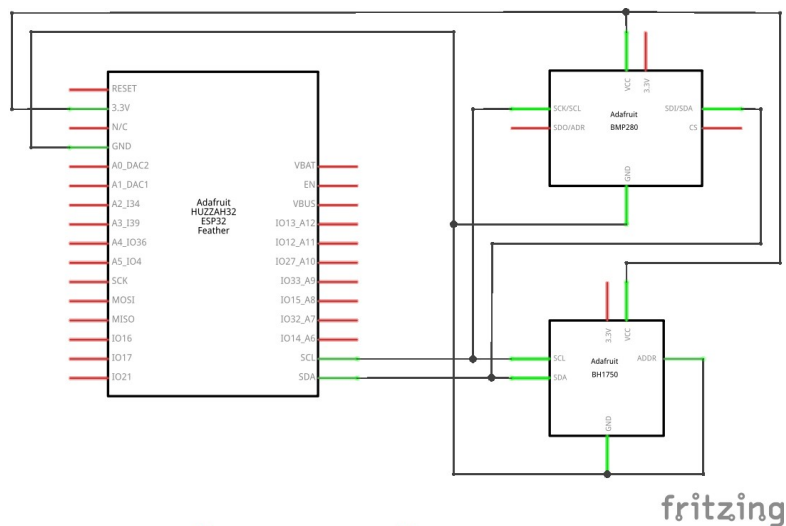 RESET
3.3V
N/C
GND
A0_DAC2
A1_DAC1
A2_I34
A3_I39
A4_IO36
A5_IO4
SCK
MOSI
MISO
IO16
IO17
IO21
Adafruit
HUZZAH32
ESP32
Feather
VBAT
EN
VBUS
IO13_A12
IO12_A11
IO27_A10
IO33_A9
IO15_A8
IO32_A7
IO14_A6
SCL
SDA
VCC
3.3V
SCK/SCL
SDO/ADR
Adafruit
BMP280
SDI/SDA
CS
GND
3.3V
VCC
SCL
SDA
Adafruit
BH1750
ADDR
GND
fritzing